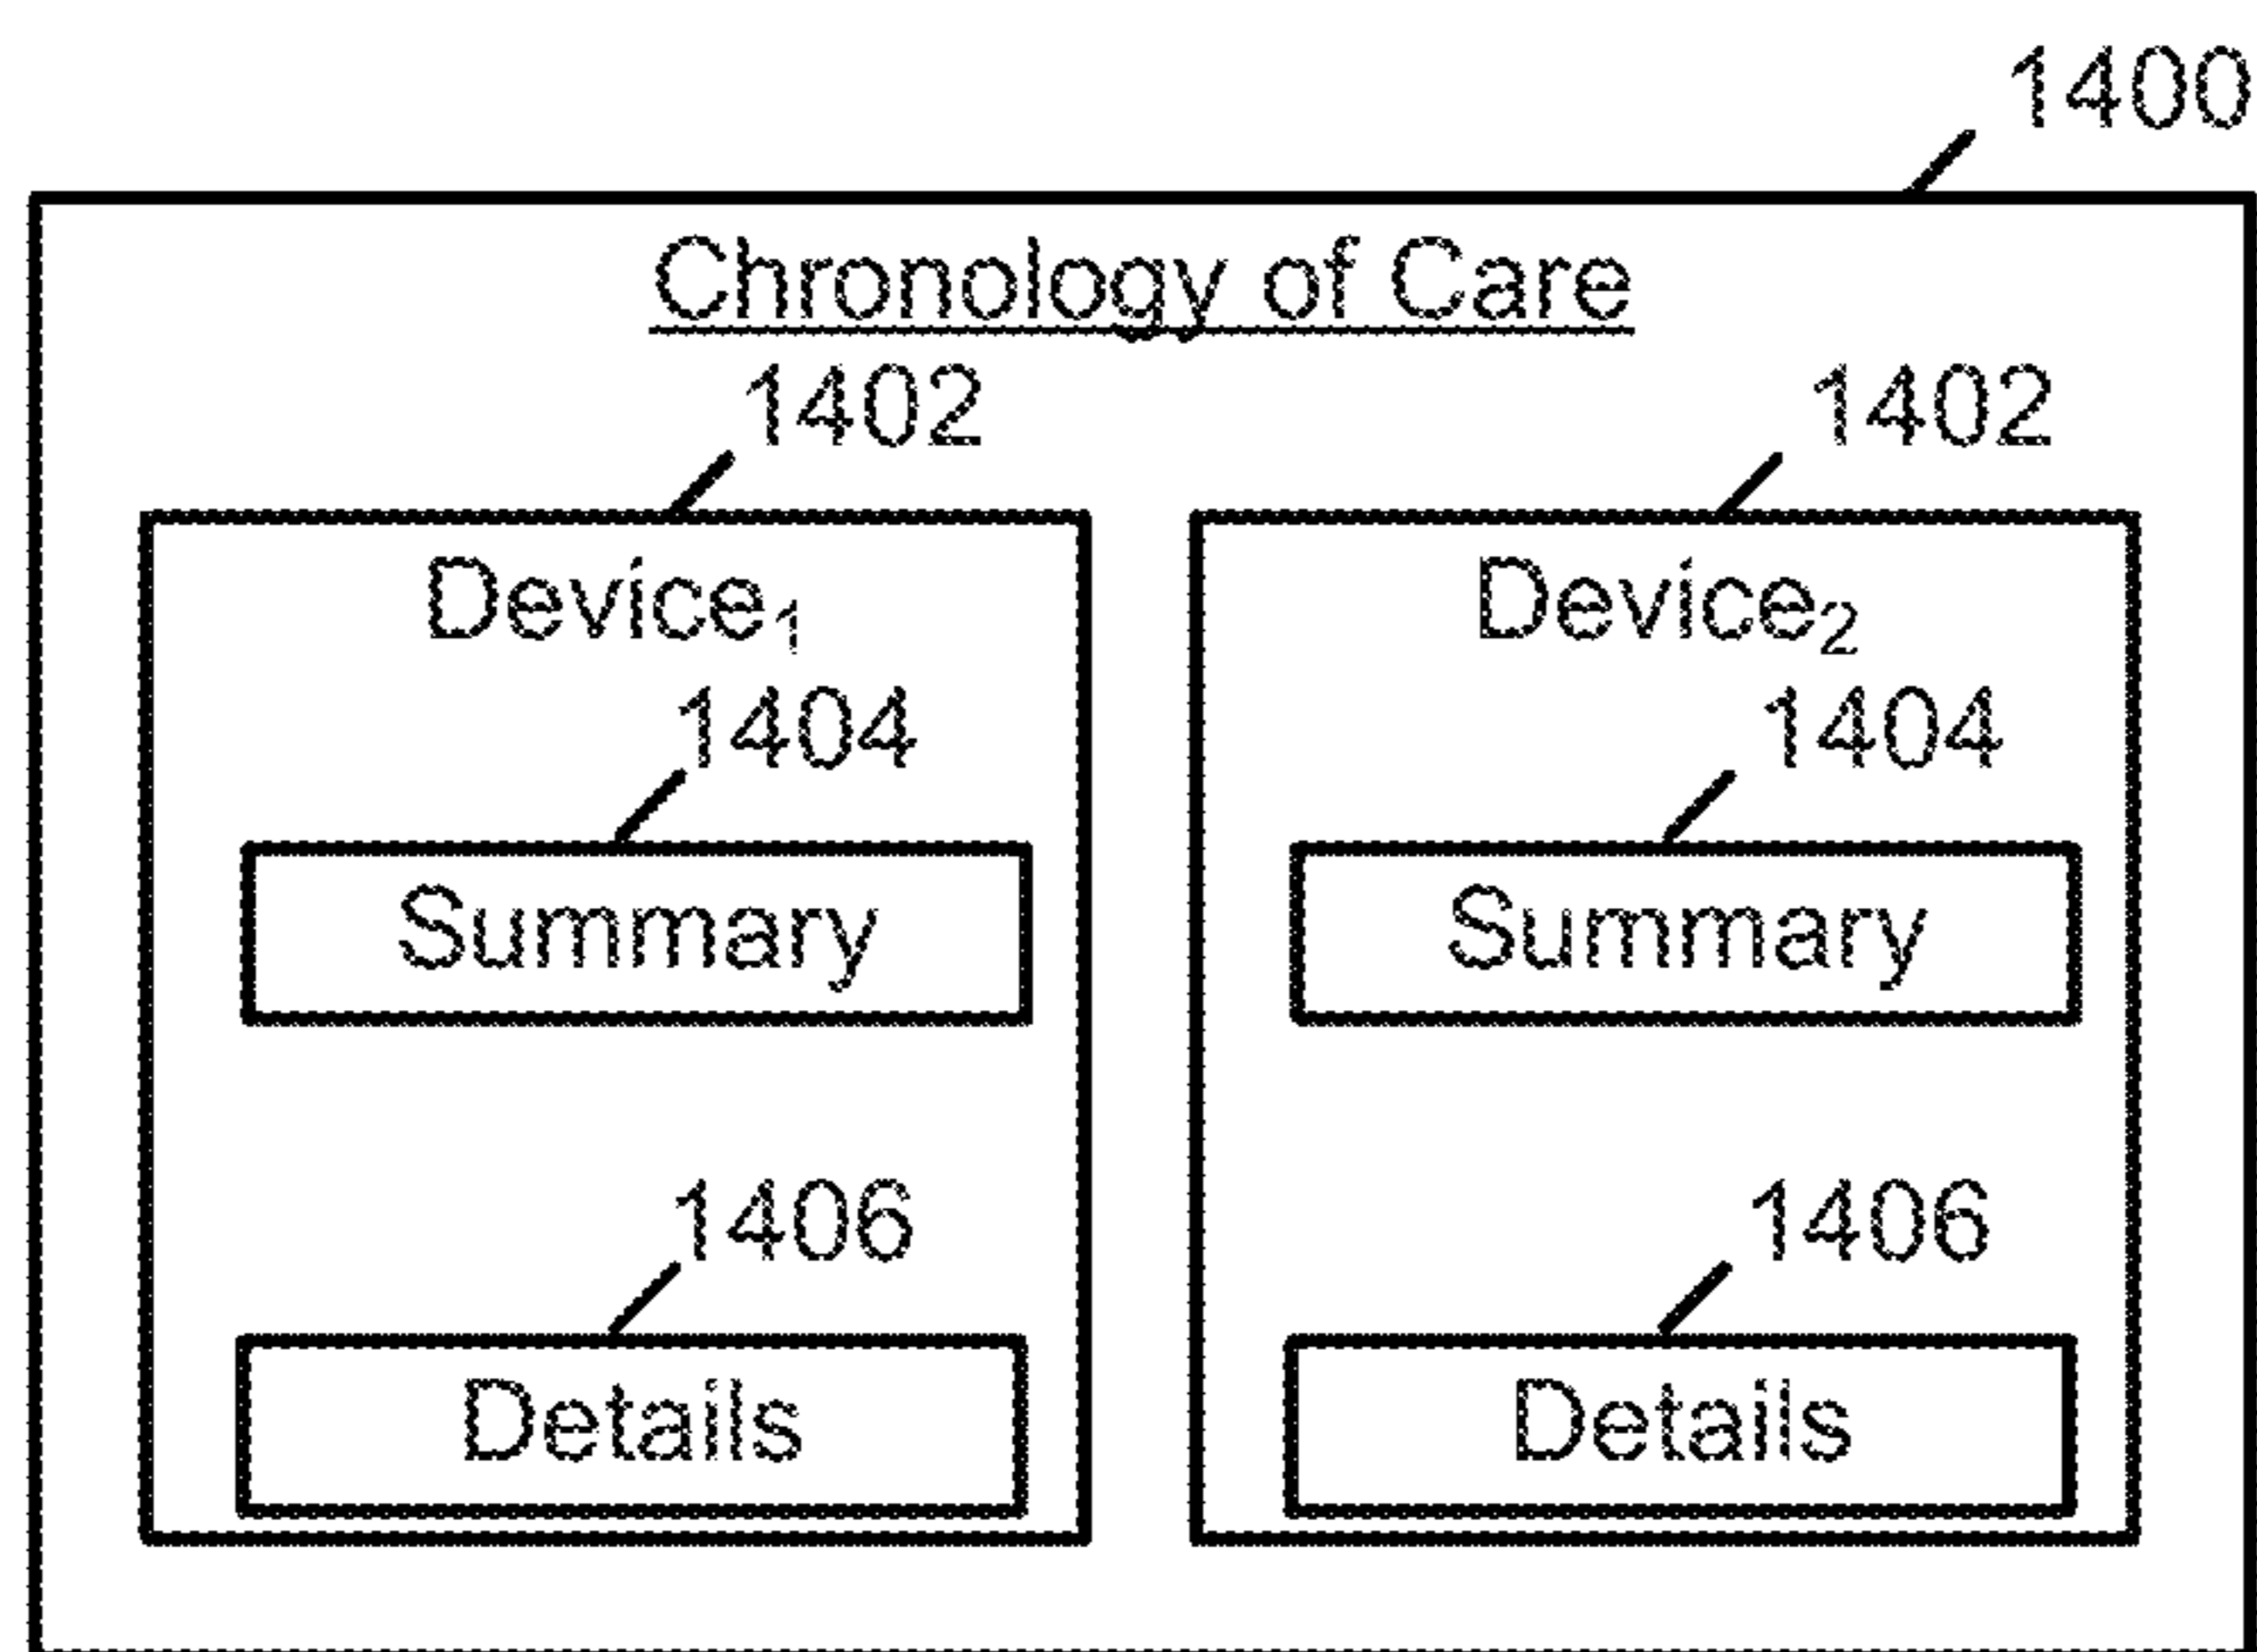 1400
Chronology of Care
1402 1402
Device₁ Device₂
1404 1404
Summary Summary
1406 1406
Details Details